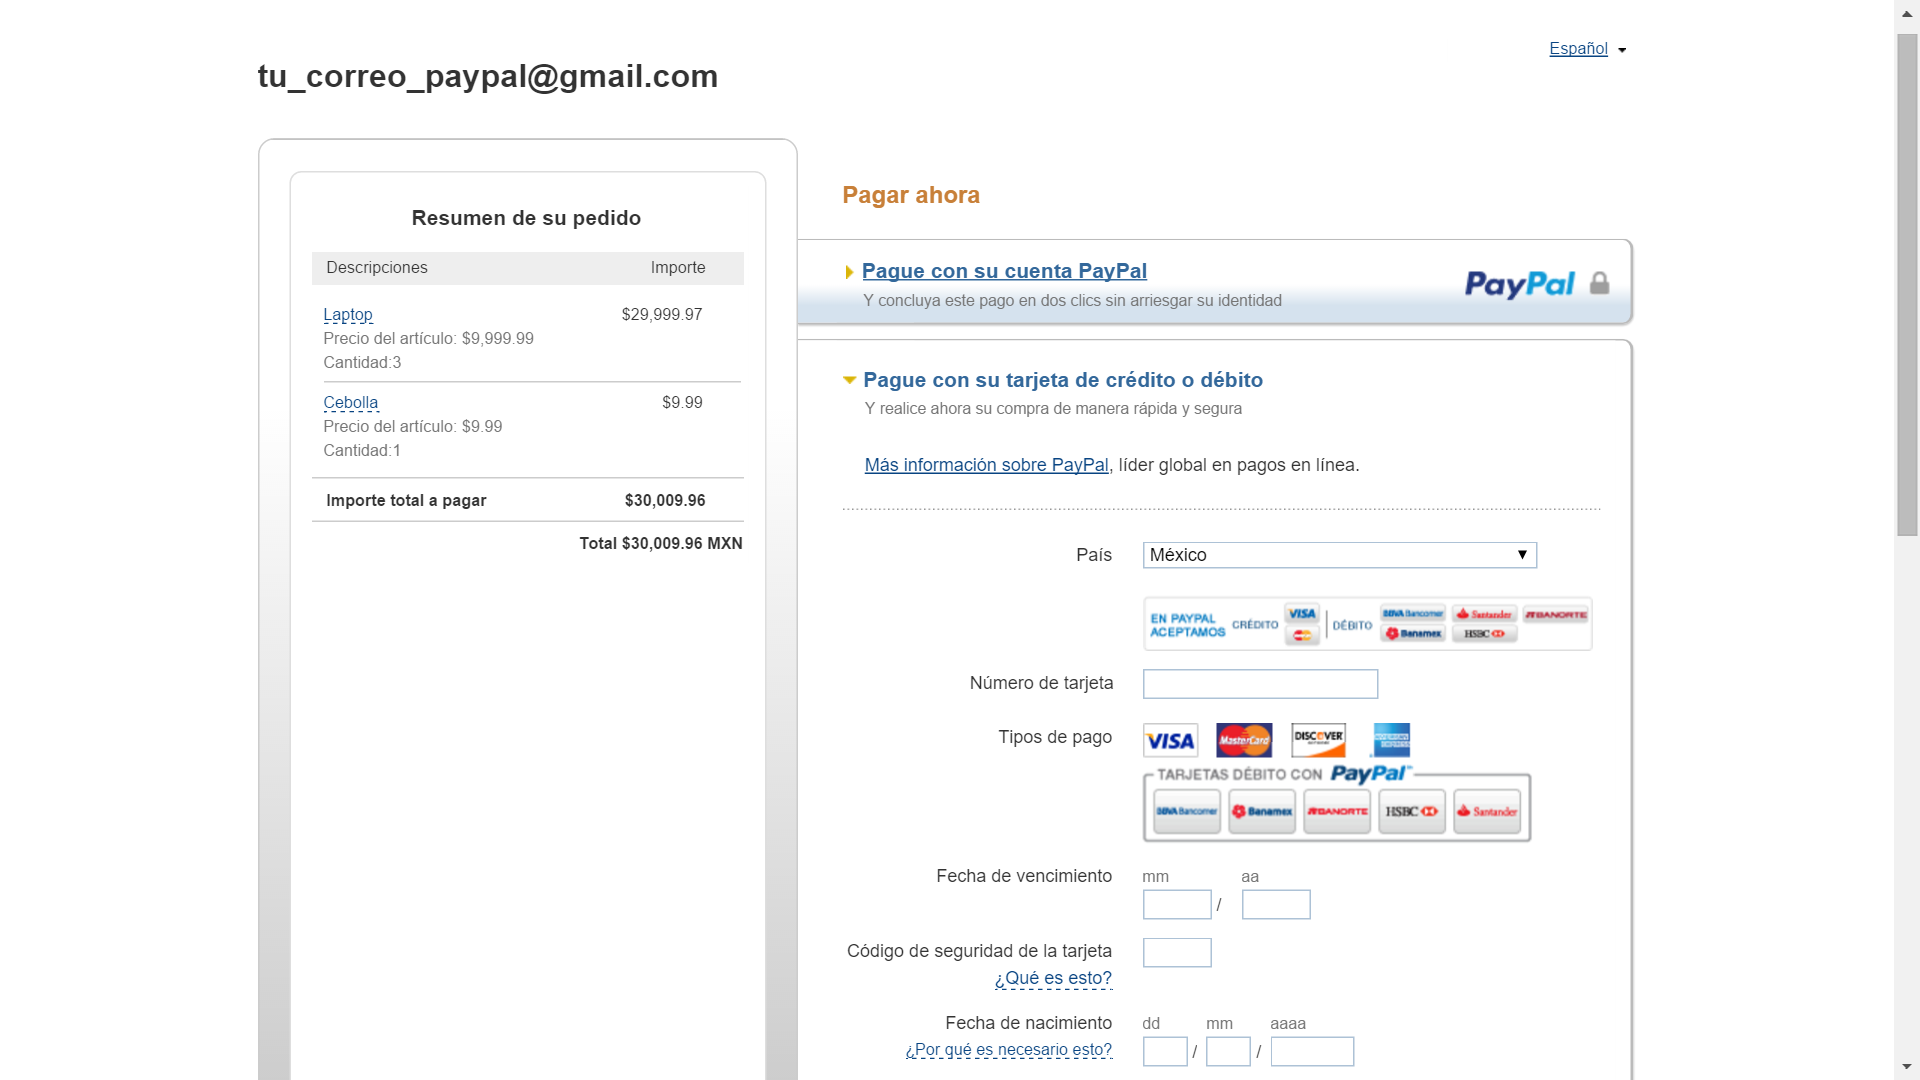 Español
tu_correo_paypal@gmail.com
Resumen de su pedido
Descripciones Importe
Laptop $29,999.97
Precio del artículo: $9,999.99
Cantidad:3
Cebolla $9.99
Precio del artículo: $9.99
Cantidad:1
Importe total a pagar $30,009.96
Total $30,009.96 MXN
Pagar ahora
Pague con su cuenta PayPal
Y concluya este pago en dos clics sin arriesgar su identidad
PayPal
Pague con su tarjeta de crédito o débito
Y realice ahora su compra de manera rápida y segura
Más información sobre PayPal, líder global en pagos en línea.
País México
EN PAYPAL ACEPTAMOS CRÉDITO VISA DÉBITO BBVA Bancomer Santander BANORTE
Banamex HSBC
Número de tarjeta
Tipos de pago VISA MasterCard DISCOVER AMERICAN EXPRESS
TARJETAS DÉBITO CON PayPal
BBVA Bancomer Banamex BANORTE HSBC Santander
Fecha de vencimiento mm aa
/
Código de seguridad de la tarjeta
¿Qué es esto?
Fecha de nacimiento dd mm aaaa
¿Por qué es necesario esto? / /